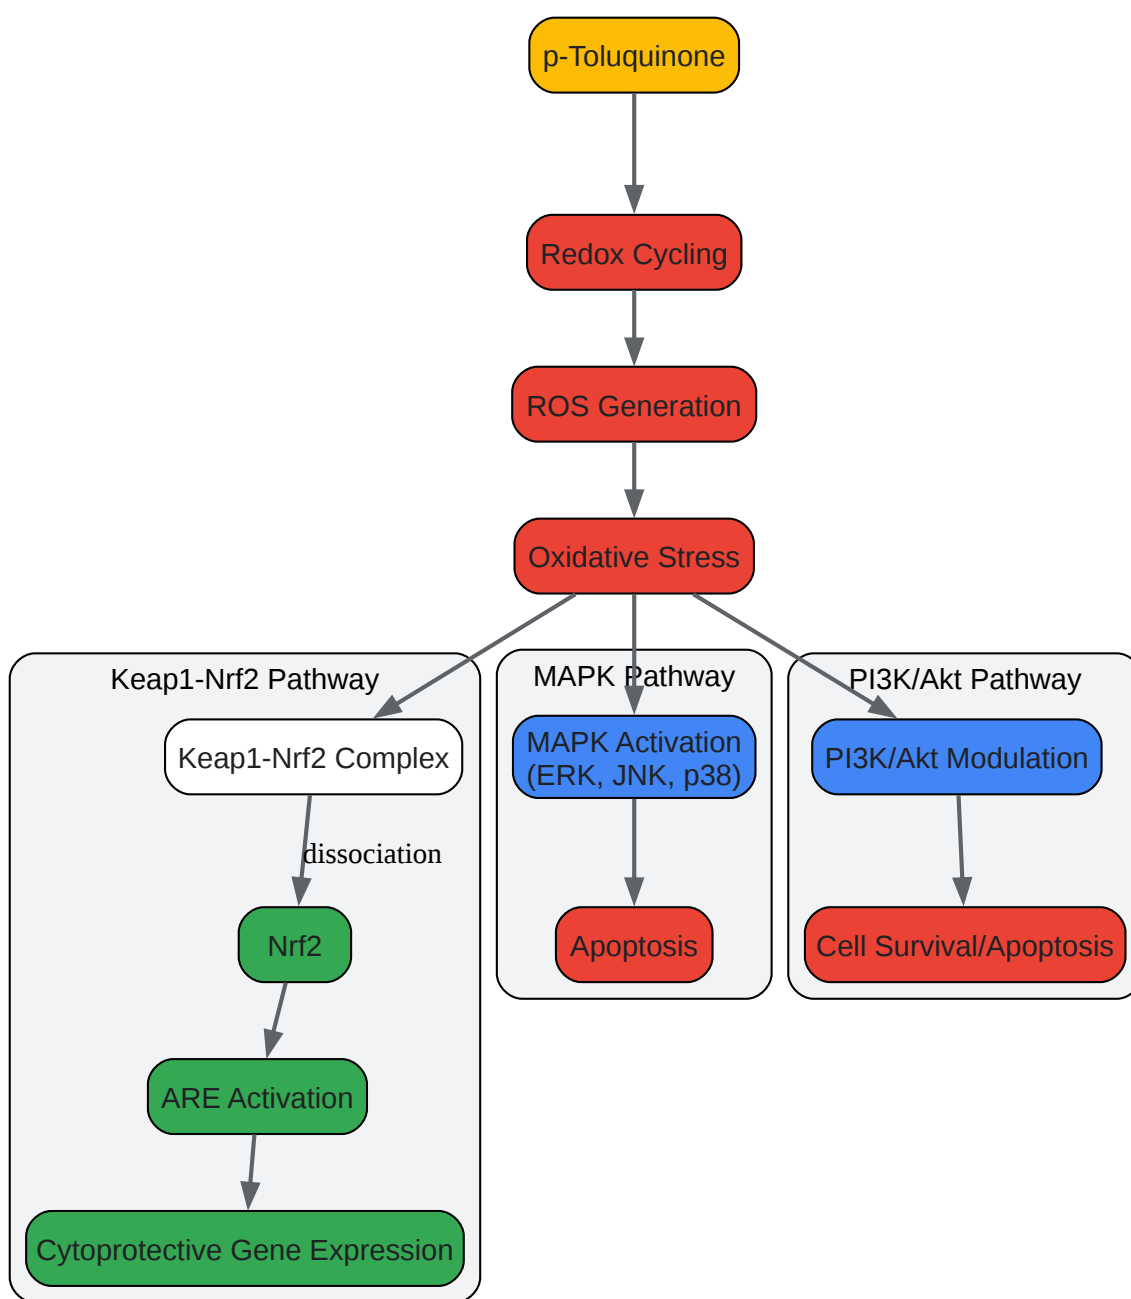 p-Toluquinone
Redox Cycling
ROS Generation
Oxidative Stress
Keap1-Nrf2 Pathway
Keap1-Nrf2 Complex
dissociation
Nrf2
ARE Activation
Cytoprotective Gene Expression
MAPK Pathway
MAPK Activation
(ERK, JNK, p38)
Apoptosis
PI3K/Akt Pathway
PI3K/Akt Modulation
Cell Survival/Apoptosis